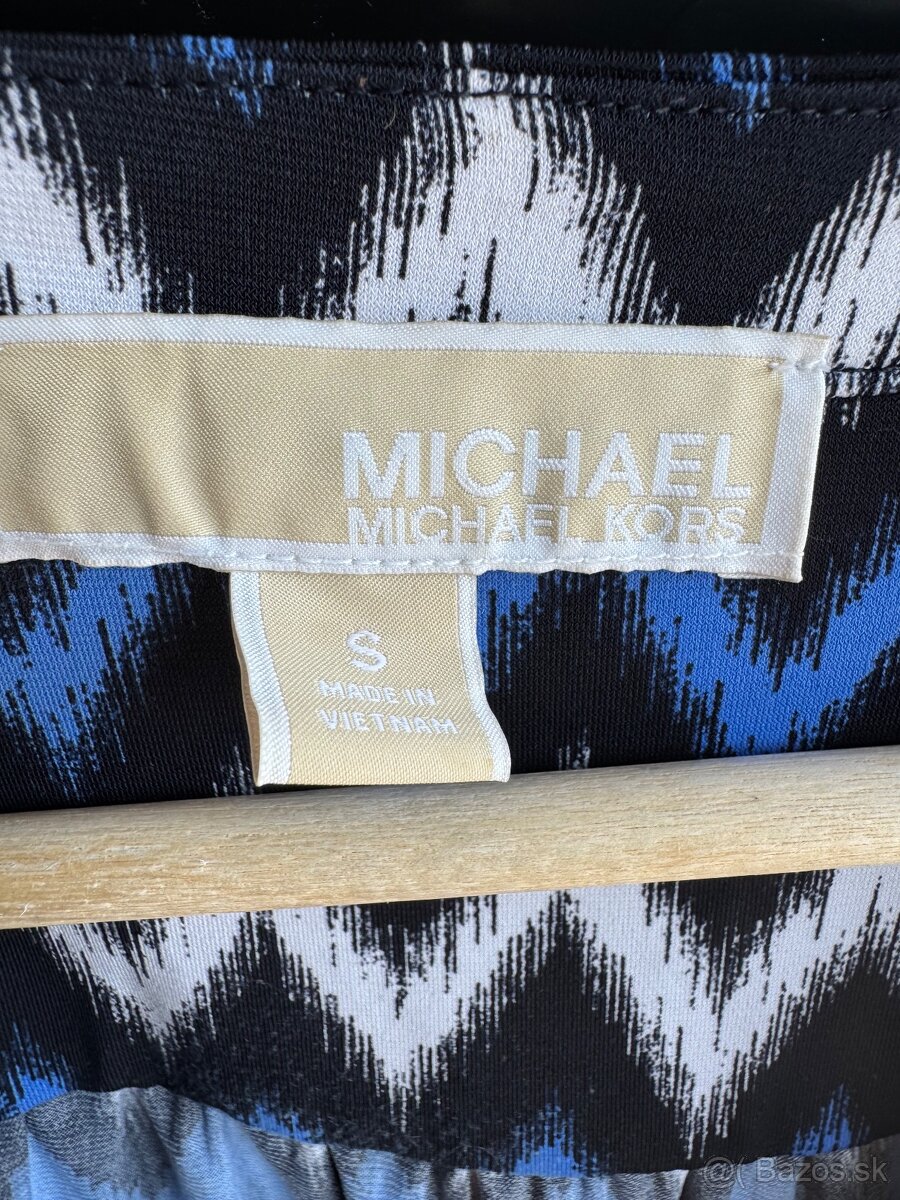 MICHAEL
MICHAEL KORS
S
MADE IN
VIETNAM
@( Bazos.sk